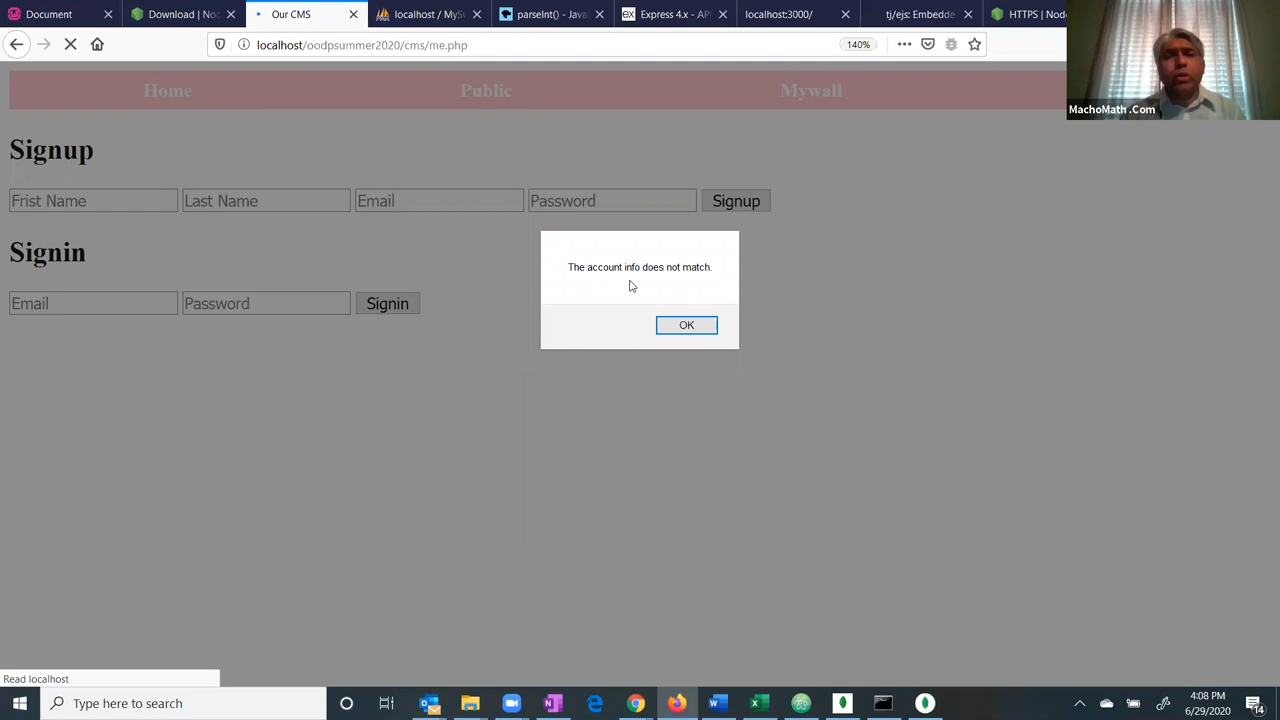 Document
Download | No
Our CMS
localhost / MyS
parseInt() - Java
Express 4.x - API
localhost:3000/
tj/ejs: Embedde
HTTPS | Node
localhost/oodpsummer2020/cms/me.php
140%
MachoMath .Com
Home Public Mywall
Signup
Frist Name Last Name Email Password Signup
Signin
Email Password Signin
The account info does not match.
OK
Read localhost
Type here to search
4:08 PM
6/29/2020